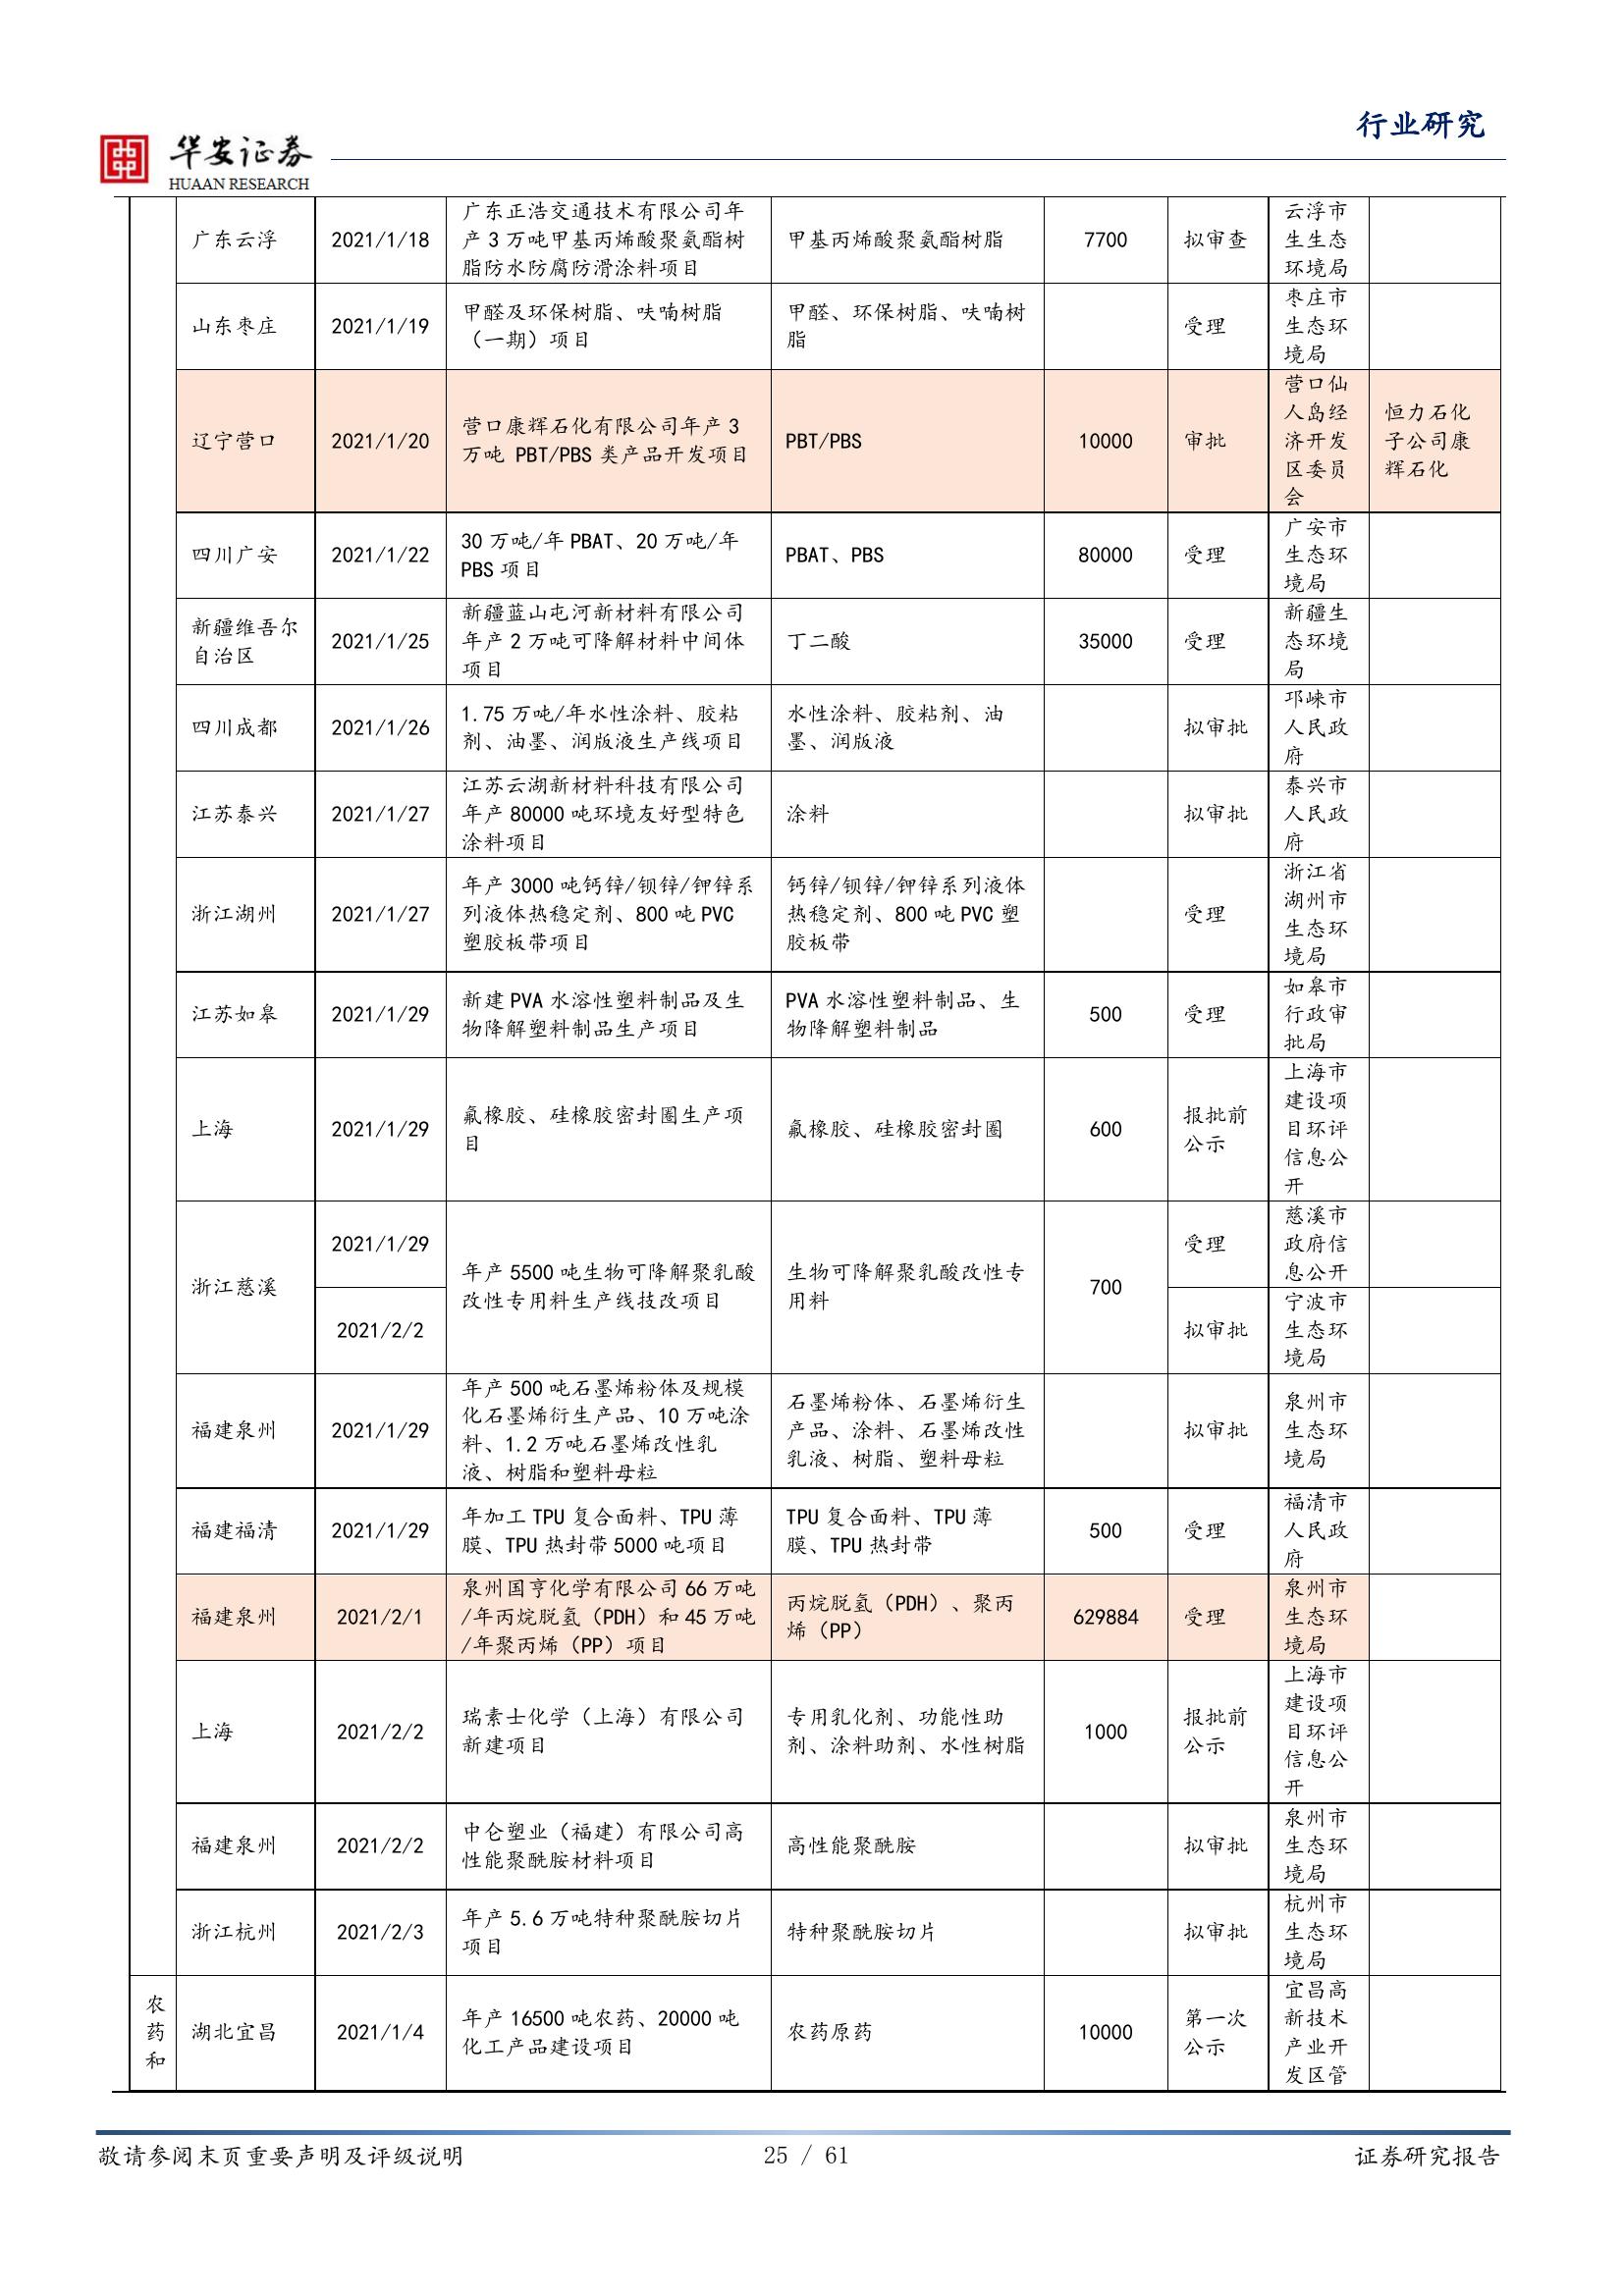 行业研究
华安证券
HUAAN RESEARCH
广东云浮
2021/1/18
广东正浩交通技术有限公司年
产 3 万吨甲基丙烯酸聚氨酯树
脂防水防腐防滑涂料项目
甲基丙烯酸聚氨酯树脂
7700
拟审查
云浮市
生生态
环境局
山东枣庄
2021/1/19
甲醛及环保树脂、呋喃树脂
（一期）项目
甲醛、环保树脂、呋喃树
脂
受理
枣庄市
生态环
境局
辽宁营口
2021/1/20
营口康辉石化有限公司年产 3
万吨 PBT/PBS 类产品开发项目
PBT/PBS
10000
审批
营口仙
人岛经
济开发
区委员
会
恒力石化
子公司康
辉石化
四川广安
2021/1/22
30 万吨/年 PBAT、20 万吨/年
PBS 项目
PBAT、PBS
80000
受理
广安市
生态环
境局
新疆维吾尔
自治区
2021/1/25
新疆蓝山屯河新材料有限公司
年产 2 万吨可降解材料中间体
项目
丁二酸
35000
受理
新疆生
态环境
局
四川成都
2021/1/26
1.75 万吨/年水性涂料、胶粘
剂、油墨、润版液生产线项目
水性涂料、胶粘剂、油
墨、润版液
拟审批
邛崃市
人民政
府
江苏泰兴
2021/1/27
江苏云湖新材料科技有限公司
年产 80000 吨环境友好型特色
涂料项目
涂料
拟审批
泰兴市
人民政
府
浙江湖州
2021/1/27
年产 3000 吨钙锌/钡锌/钾锌系
列液体热稳定剂、800 吨 PVC
塑胶板带项目
钙锌/钡锌/钾锌系列液体
热稳定剂、800 吨 PVC 塑
胶板带
受理
浙江省
湖州市
生态环
境局
江苏如皋
2021/1/29
新建 PVA 水溶性塑料制品及生
物降解塑料制品生产项目
PVA 水溶性塑料制品、生
物降解塑料制品
500
受理
如皋市
行政审
批局
上海
2021/1/29
氟橡胶、硅橡胶密封圈生产项
目
氟橡胶、硅橡胶密封圈
600
报批前
公示
上海市
建设项
目环评
信息公
开
浙江慈溪
2021/1/29
年产 5500 吨生物可降解聚乳酸
改性专用料生产线技改项目
生物可降解聚乳酸改性专
用料
700
受理
慈溪市
政府信
息公开
2021/2/2
拟审批
宁波市
生态环
境局
福建泉州
2021/1/29
年产 500 吨石墨烯粉体及规模
化石墨烯衍生产品、10 万吨涂
料、1.2 万吨石墨烯改性乳
液、树脂和塑料母粒
石墨烯粉体、石墨烯衍生
产品、涂料、石墨烯改性
乳液、树脂、塑料母粒
拟审批
泉州市
生态环
境局
福建福清
2021/1/29
年加工 TPU 复合面料、TPU 薄
膜、TPU 热封带 5000 吨项目
TPU 复合面料、TPU 薄
膜、TPU 热封带
500
受理
福清市
人民政
府
福建泉州
2021/2/1
泉州国亨化学有限公司 66 万吨
/年丙烷脱氢（PDH）和 45 万吨
/年聚丙烯（PP）项目
丙烷脱氢（PDH）、聚丙
烯（PP）
629884
受理
泉州市
生态环
境局
上海
2021/2/2
瑞素士化学（上海）有限公司
新建项目
专用乳化剂、功能性助
剂、涂料助剂、水性树脂
1000
报批前
公示
上海市
建设项
目环评
信息公
开
福建泉州
2021/2/2
中仑塑业（福建）有限公司高
性能聚酰胺材料项目
高性能聚酰胺
拟审批
泉州市
生态环
境局
浙江杭州
2021/2/3
年产 5.6 万吨特种聚酰胺切片
项目
特种聚酰胺切片
拟审批
杭州市
生态环
境局
农
药
和
湖北宜昌
2021/1/4
年产 16500 吨农药、20000 吨
化工产品建设项目
农药原药
10000
第一次
公示
宜昌高
新技术
产业开
发区管
敬请参阅末页重要声明及评级说明
25 / 61
证券研究报告